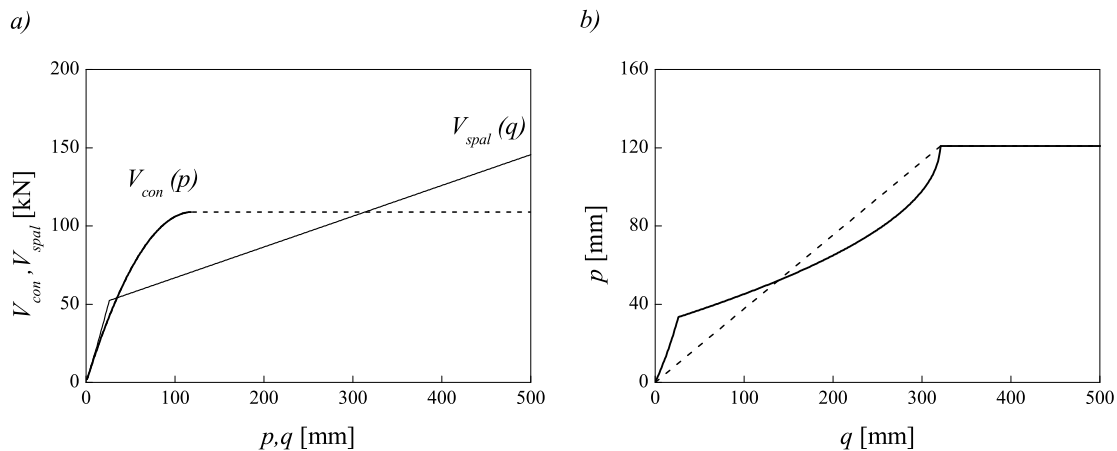 a)
200
150
100
50
0
V_con, V_spal [kN]
V_con (p)
V_spal (q)
0 100 200 300 400 500
p,q [mm]
b)
160
120
80
40
0
p [mm]
0 100 200 300 400 500
q [mm]